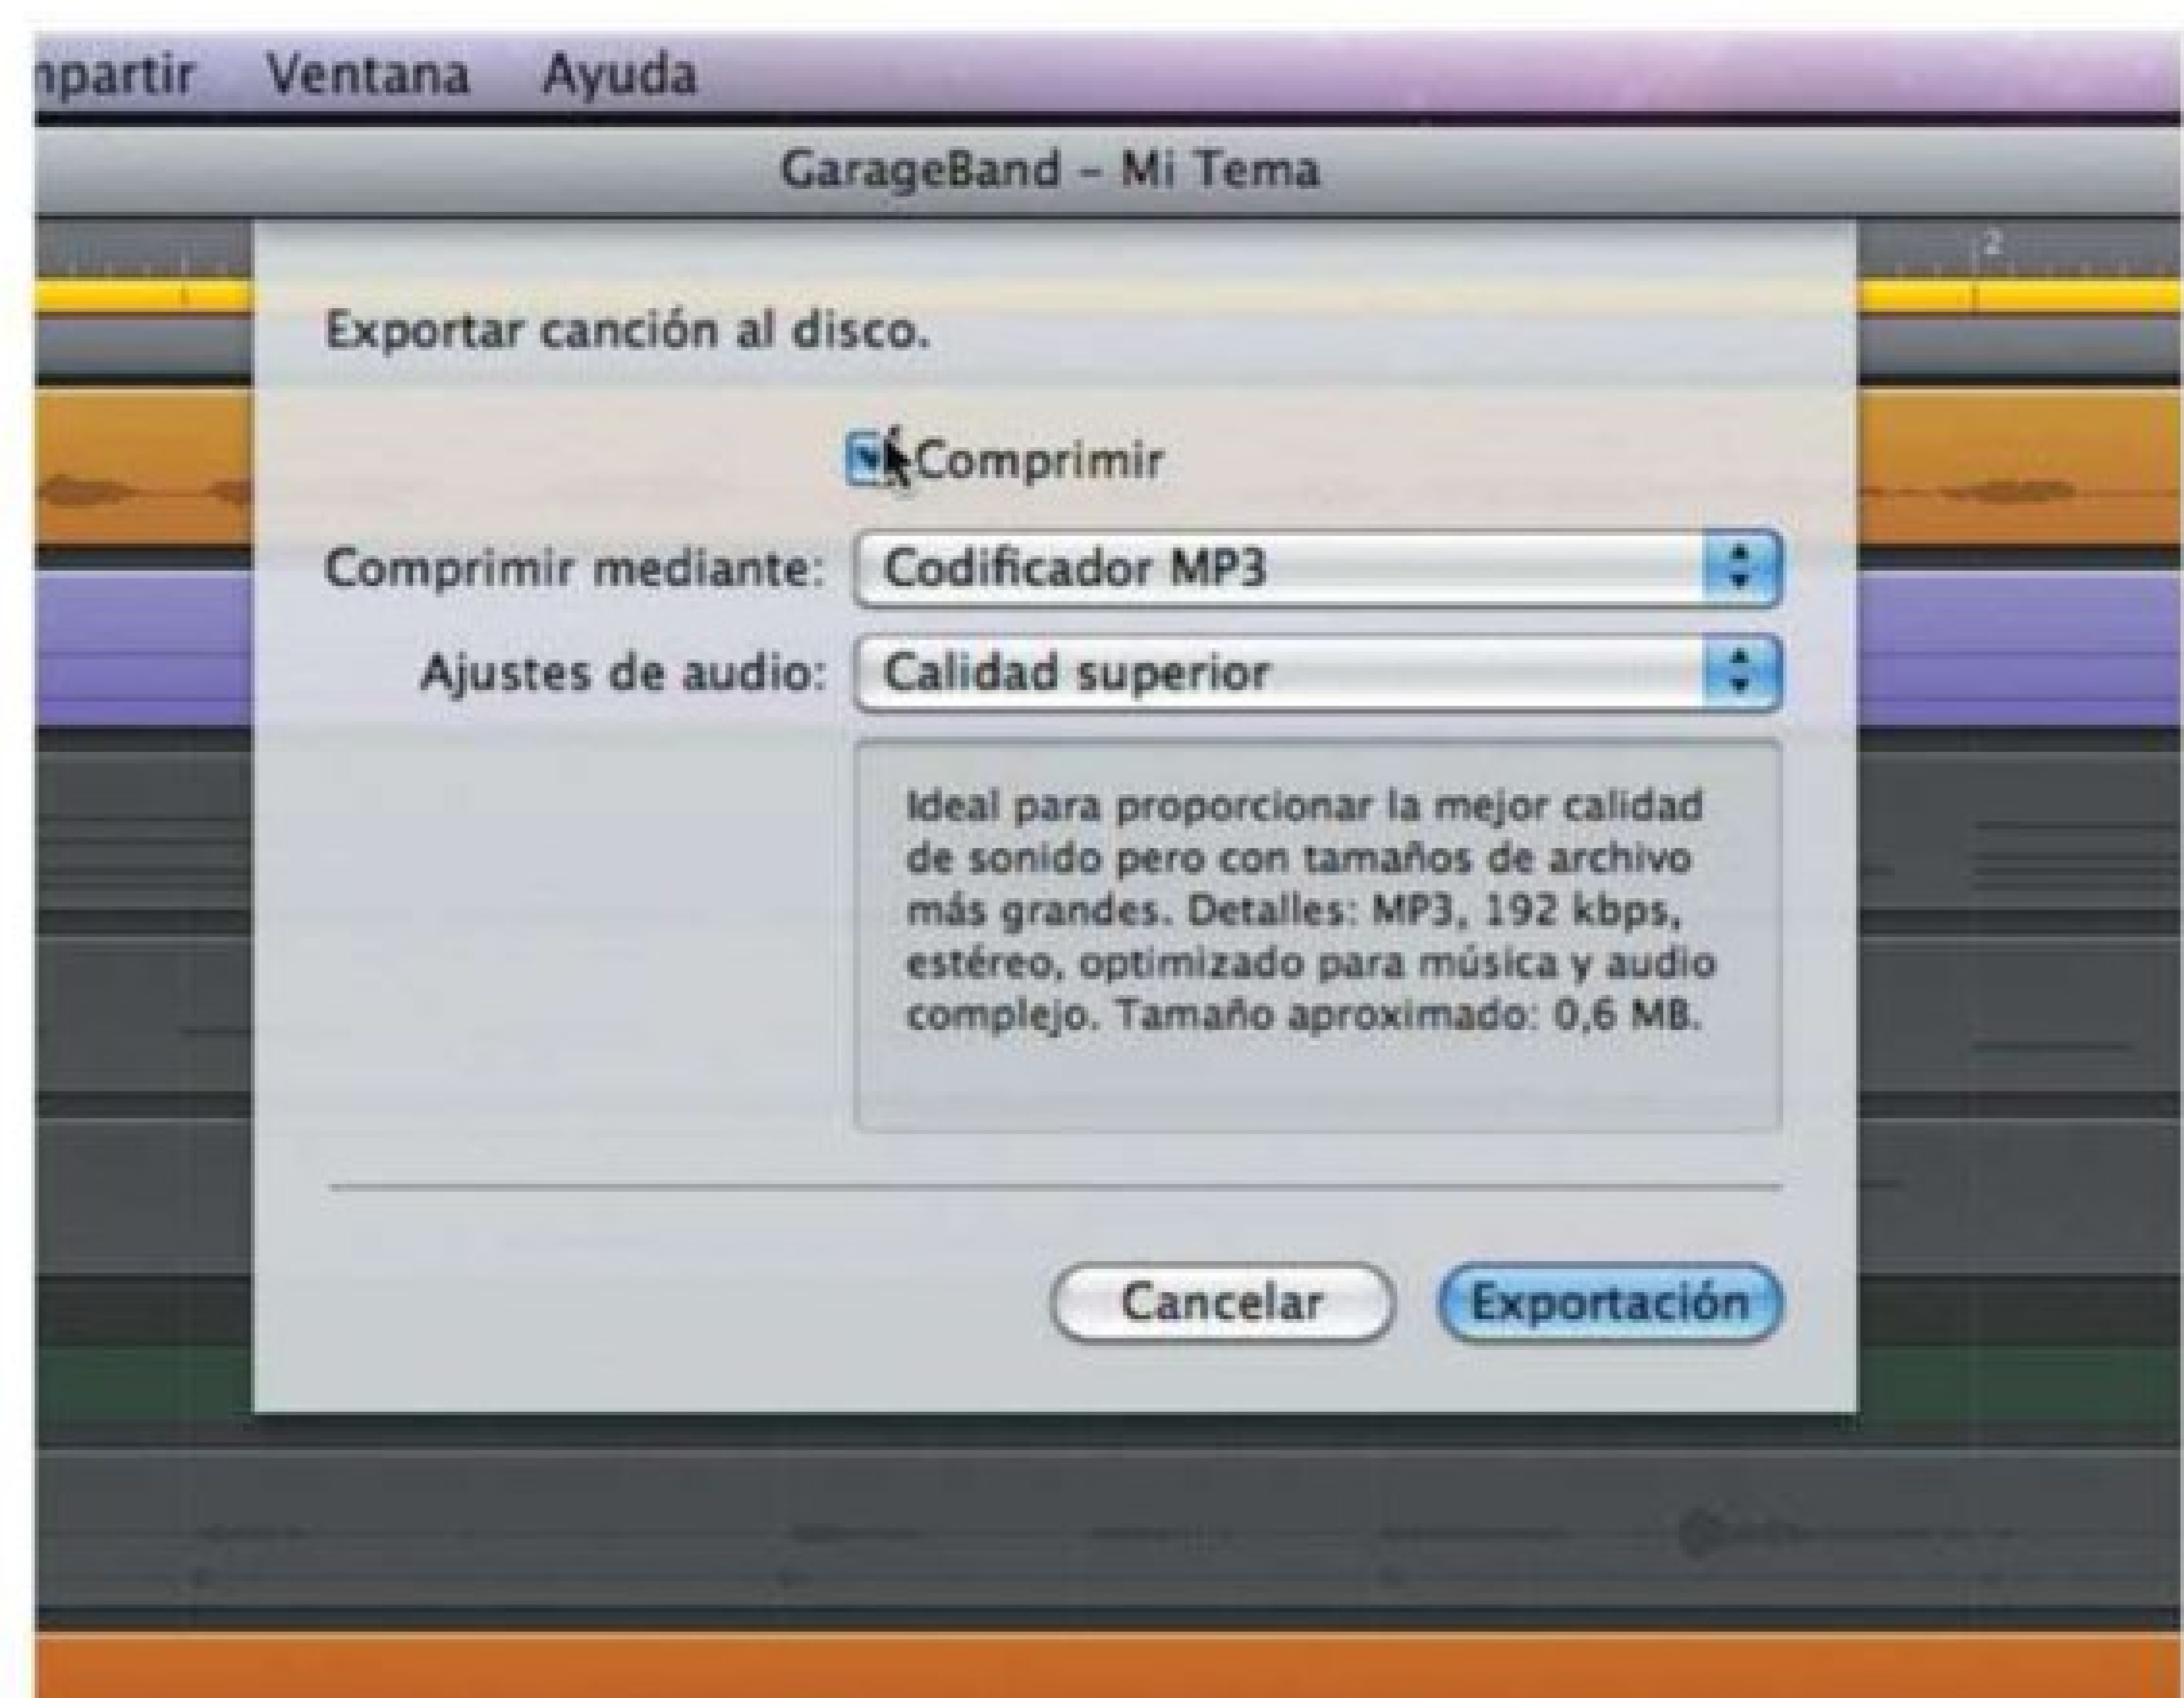 Ventana Ayuda
GarageBand – Mi Tema
2
Exportar canción al disco.
Comprimir
Comprimir mediante: Codificador MP3
Ajustes de audio: Calidad superior
Ideal para proporcionar la mejor calidad
de sonido pero con tamaños de archivo
más grandes. Detalles: MP3, 192 kbps,
estéreo, optimizado para música y audio
complejo. Tamaño aproximado: 0,6 MB.
Cancelar Exportación